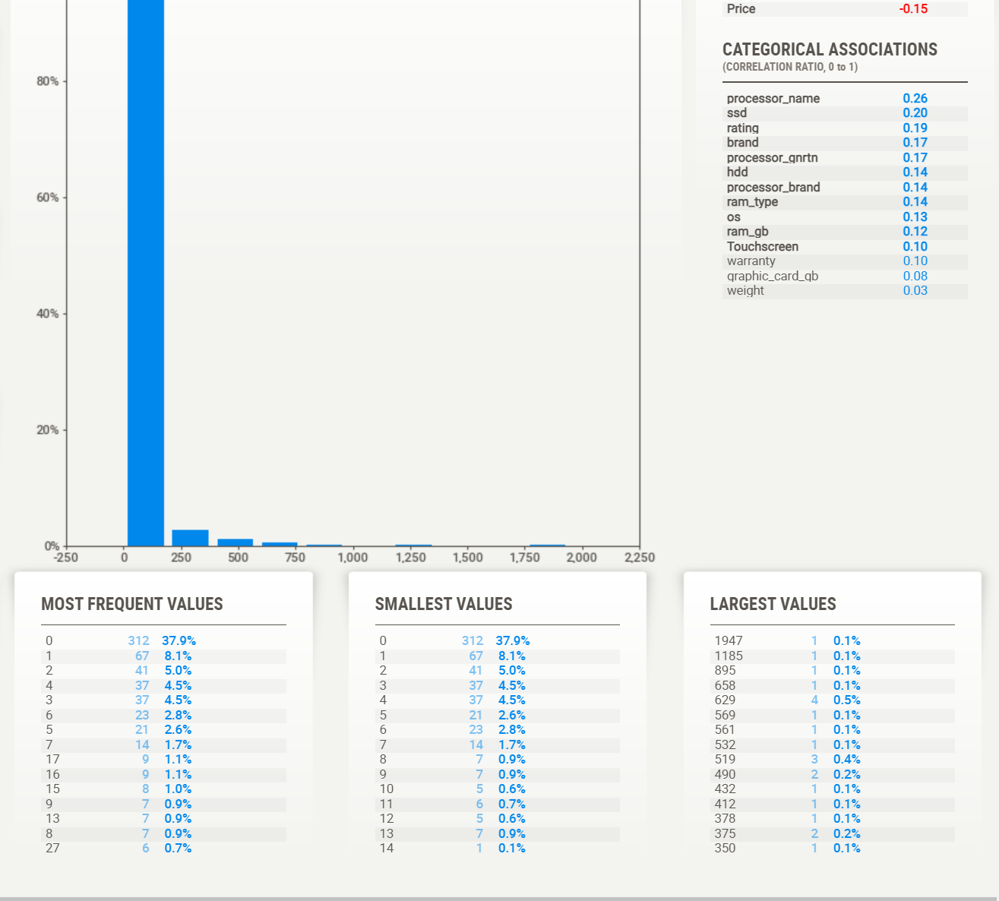 Price -0.15
CATEGORICAL ASSOCIATIONS
(CORRELATION RATIO, 0 to 1)
processor_name 0.26
ssd 0.20
rating 0.19
brand 0.17
processor_gnrtn 0.17
hdd 0.14
processor_brand 0.14
ram_type 0.14
os 0.13
ram_gb 0.12
Touchscreen 0.10
warranty 0.10
graphic_card_gb 0.08
weight 0.03
80%
60%
40%
20%
0%
-250 0 250 500 750 1,000 1,250 1,500 1,750 2,000 2,250
MOST FREQUENT VALUES
0 312 37.9%
1 67 8.1%
2 41 5.0%
4 37 4.5%
3 37 4.5%
6 23 2.8%
5 21 2.6%
7 14 1.7%
17 9 1.1%
16 9 1.1%
15 8 1.0%
9 7 0.9%
13 7 0.9%
8 7 0.9%
27 6 0.7%
SMALLEST VALUES
0 312 37.9%
1 67 8.1%
2 41 5.0%
3 37 4.5%
4 37 4.5%
5 21 2.6%
6 23 2.8%
7 14 1.7%
8 7 0.9%
9 7 0.9%
10 5 0.6%
11 6 0.7%
12 5 0.6%
13 7 0.9%
14 1 0.1%
LARGEST VALUES
1947 1 0.1%
1185 1 0.1%
895 1 0.1%
658 1 0.1%
629 4 0.5%
569 1 0.1%
561 1 0.1%
532 1 0.1%
519 3 0.4%
490 2 0.2%
432 1 0.1%
412 1 0.1%
378 1 0.1%
375 2 0.2%
350 1 0.1%